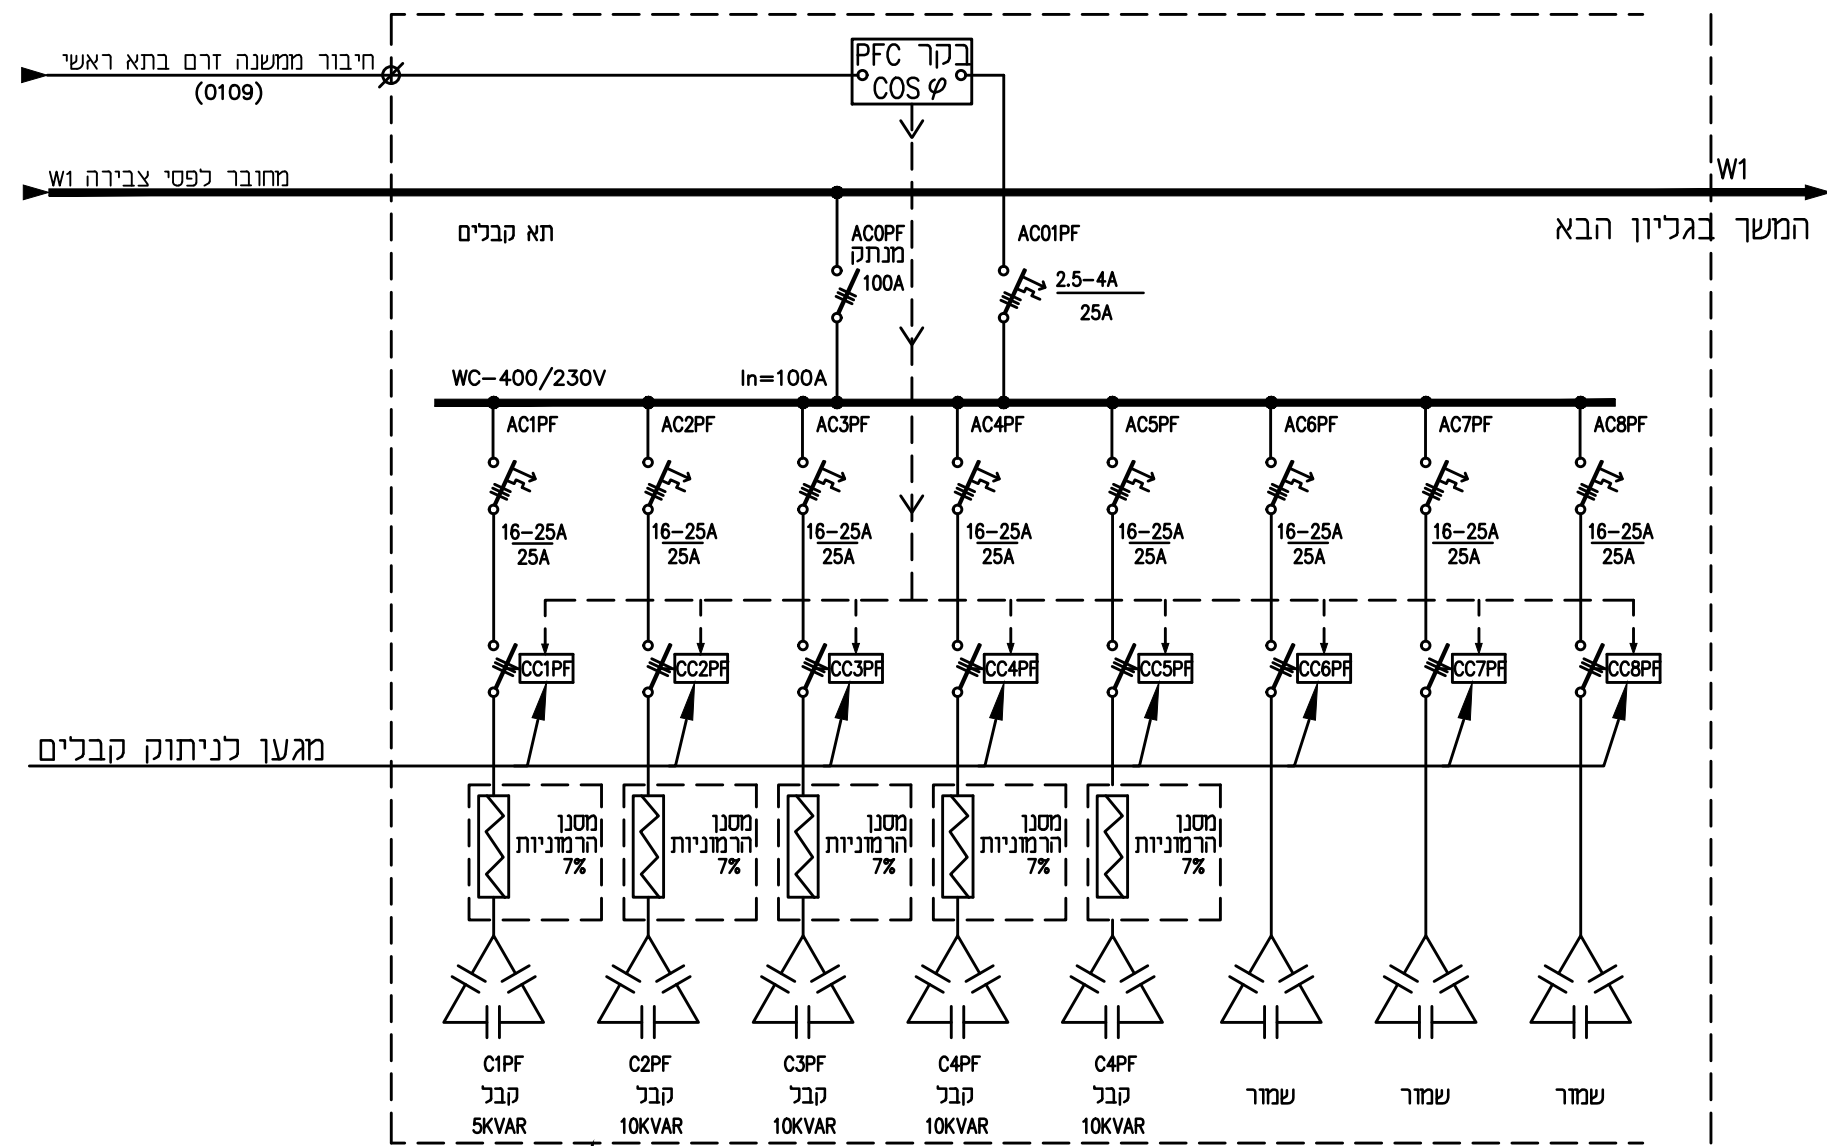 בקר PFC
COS φ
חיבור ממשנה זרם בתא ראשי
(0109)
מחובר לפסי צבירה W1
W1
המשך בגליון הבא
תא קבלים
AC0PF
מנתק
100A
AC01PF
2.5-4A
25A
WC-400/230V
In=100A
AC1PF
AC2PF
AC3PF
AC4PF
AC5PF
AC6PF
AC7PF
AC8PF
16-25A
25A
16-25A
25A
16-25A
25A
16-25A
25A
16-25A
25A
16-25A
25A
16-25A
25A
16-25A
25A
CC1PF
CC2PF
CC3PF
CC4PF
CC5PF
CC6PF
CC7PF
CC8PF
מגען לניתוק קבלים
מסנן
הרמוניות
7%
מסנן
הרמוניות
7%
מסנן
הרמוניות
7%
מסנן
הרמוניות
7%
מסנן
הרמוניות
7%
C1PF
קבל
5KVAR
C2PF
קבל
10KVAR
C3PF
קבל
10KVAR
C4PF
קבל
10KVAR
C4PF
קבל
10KVAR
שמור
שמור
שמור